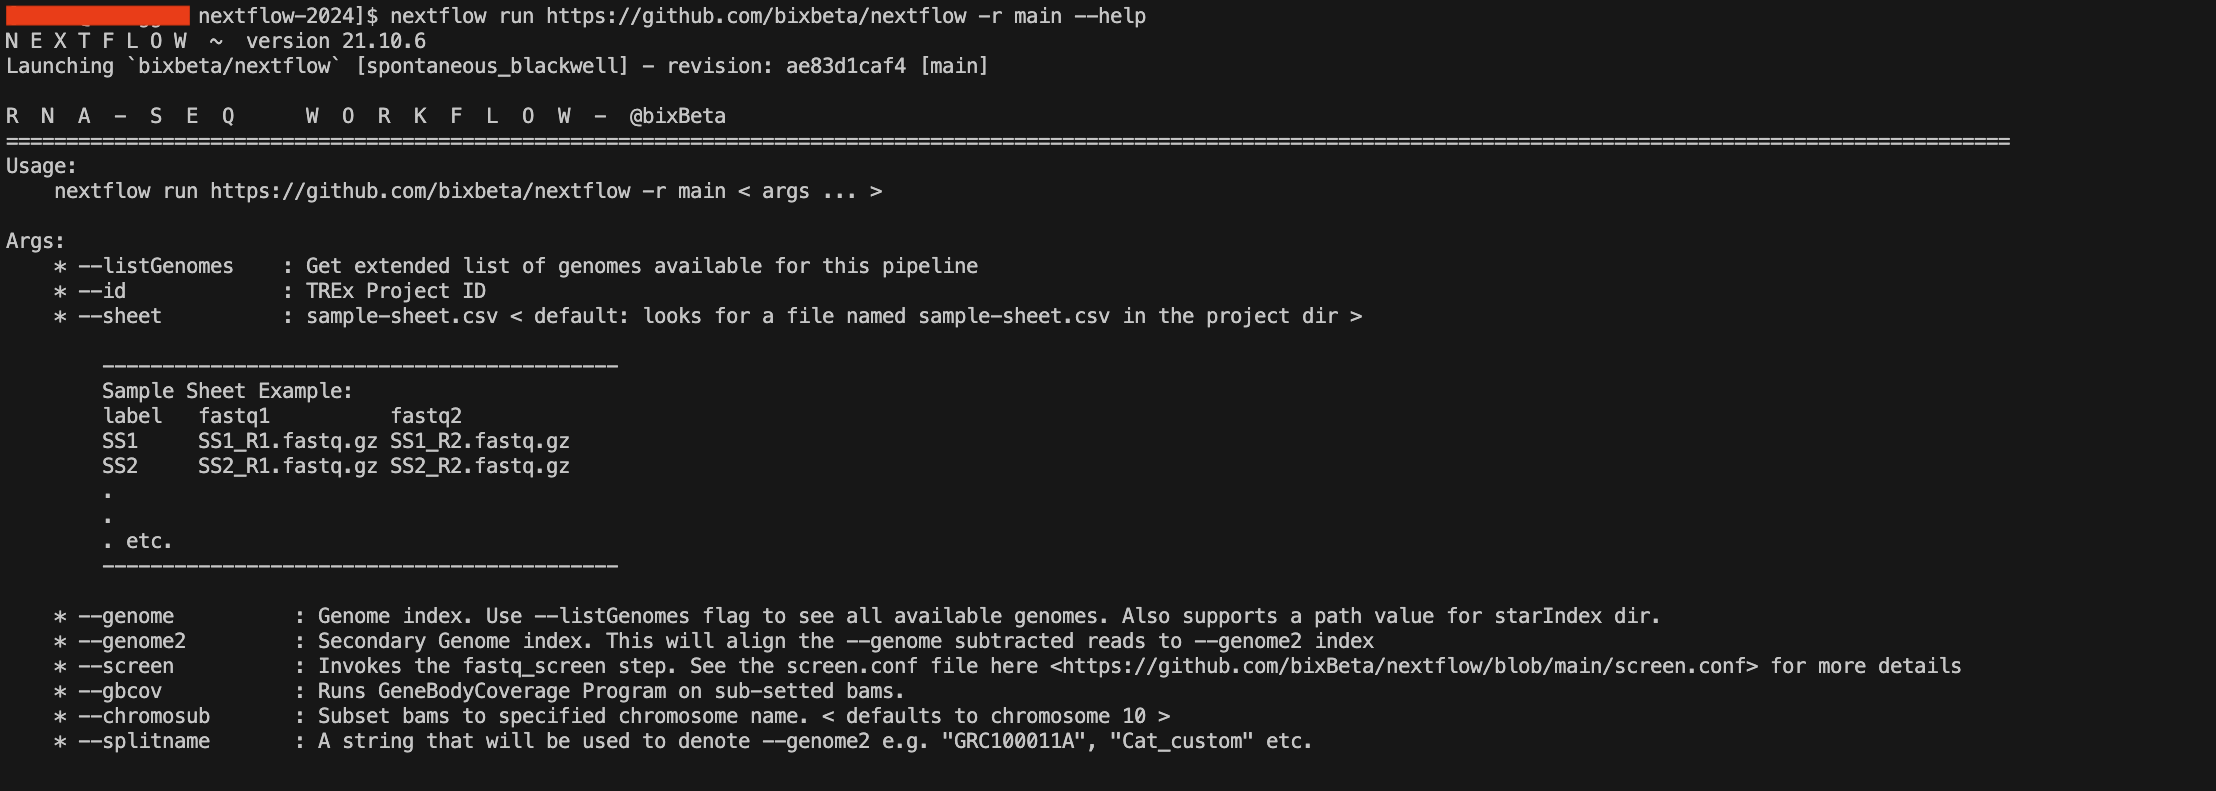 nextflow-2024]$ nextflow run https://github.com/bixbeta/nextflow -r main --help
N E X T F L O W  ~  version 21.10.6
Launching `bixbeta/nextflow` [spontaneous_blackwell] - revision: ae83d1caf4 [main]
R  N  A  -  S  E  Q      W  O  R  K  F  L  O  W  -  @bixBeta
=======================================================================================================================================================================
Usage:
    nextflow run https://github.com/bixbeta/nextflow -r main < args ... >
Args:
    * --listGenomes    : Get extended list of genomes available for this pipeline
    * --id             : TREx Project ID
    * --sheet          : sample-sheet.csv < default: looks for a file named sample-sheet.csv in the project dir >
        -------------------------------------------
        Sample Sheet Example:
        label   fastq1          fastq2
        SS1     SS1_R1.fastq.gz SS1_R2.fastq.gz
        SS2     SS2_R1.fastq.gz SS2_R2.fastq.gz
        .
        .
        . etc.
        -------------------------------------------
    * --genome          : Genome index. Use --listGenomes flag to see all available genomes. Also supports a path value for starIndex dir.
    * --genome2         : Secondary Genome index. This will align the --genome subtracted reads to --genome2 index
    * --screen          : Invokes the fastq_screen step. See the screen.conf file here <https://github.com/bixBeta/nextflow/blob/main/screen.conf> for more details
    * --gbcov           : Runs GeneBodyCoverage Program on sub-setted bams.
    * --chromosub       : Subset bams to specified chromosome name. < defaults to chromosome 10 >
    * --splitname       : A string that will be used to denote --genome2 e.g. "GRC100011A", "Cat_custom" etc.